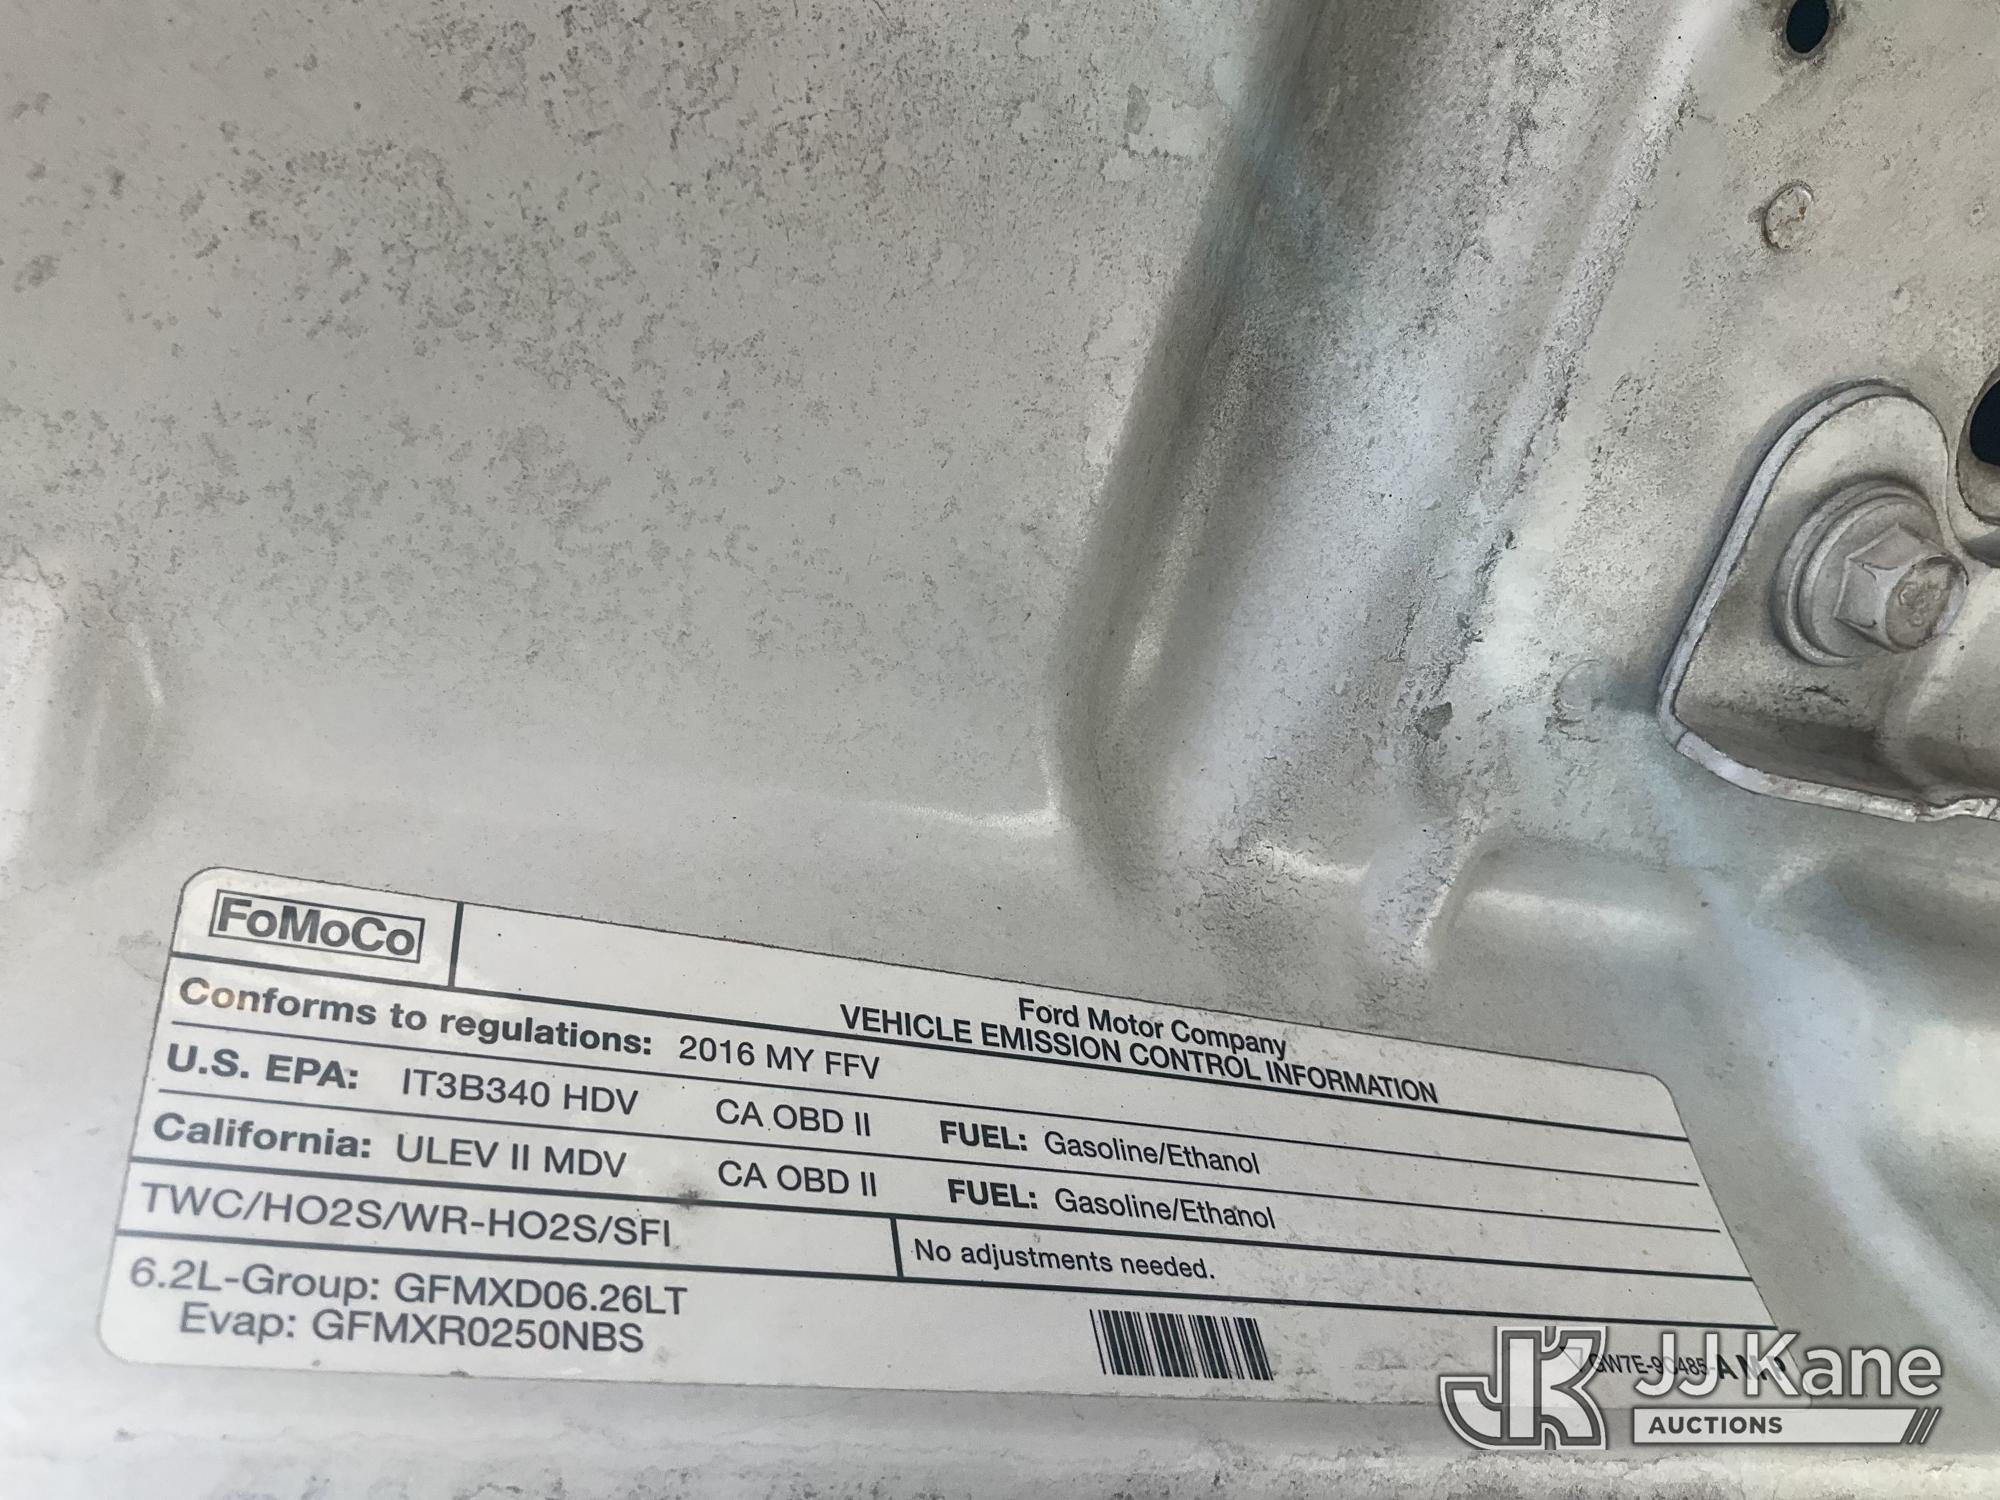 FoMoCo
Ford Motor Company
VEHICLE EMISSION CONTROL INFORMATION
Conforms to regulations: 2016 MY FFV
U.S. EPA: IT3B340 HDV CA OBD II FUEL: Gasoline/Ethanol
California: ULEV II MDV CA OBD II FUEL: Gasoline/Ethanol
TWC/HO2S/WR-HO2S/SFI
No adjustments needed.
6.2L-Group: GFMXD06.26LT
Evap: GFMXR0250NBS
GW7E-9C485-A
JJ Kane
AUCTIONS